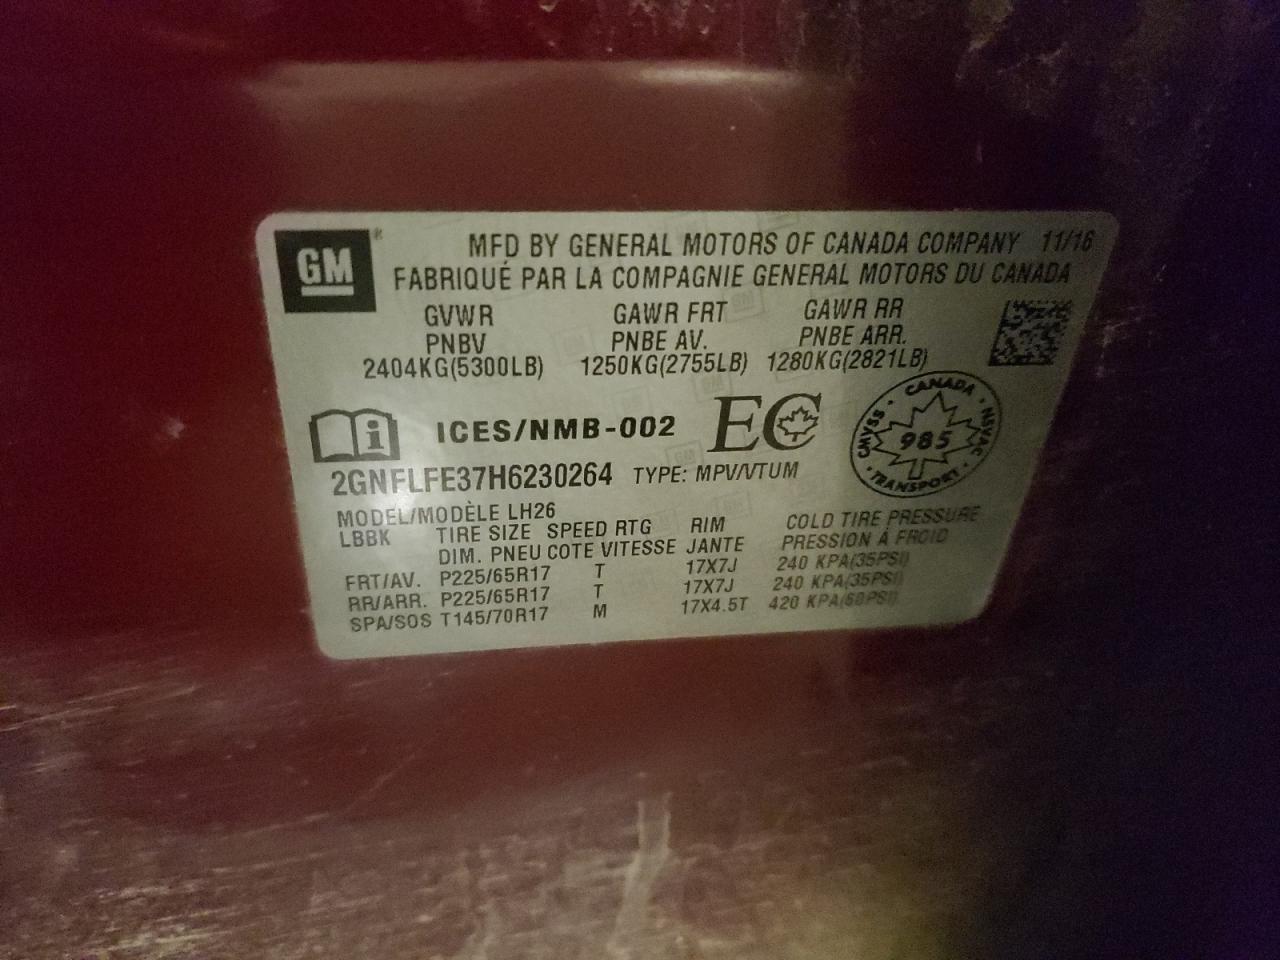 GM®
MFD BY GENERAL MOTORS OF CANADA COMPANY 11/16
FABRIQUÉ PAR LA COMPAGNIE GENERAL MOTORS DU CANADA
GVWR GAWR FRT GAWR RR
PNBV PNBE AV. PNBE ARR.
2404KG(5300LB) 1250KG(2755LB) 1280KG(2821LB)
i ICES/NMB-002 EC
CANADA
CMVSS 985 NSVAC
TRANSPORT
2GNFLFE37H6230264 TYPE: MPV/VTUM
MODEL/MODÈLE LH26
LBBK TIRE SIZE SPEED RTG RIM COLD TIRE PRESSURE
DIM. PNEU COTE VITESSE JANTE PRESSION À FROID
FRT/AV. P225/65R17 T 17X7J 240 KPA(35PSI)
RR/ARR. P225/65R17 T 17X7J 240 KPA(35PSI)
SPA/SOS T145/70R17 M 17X4.5T 420 KPA(60PSI)